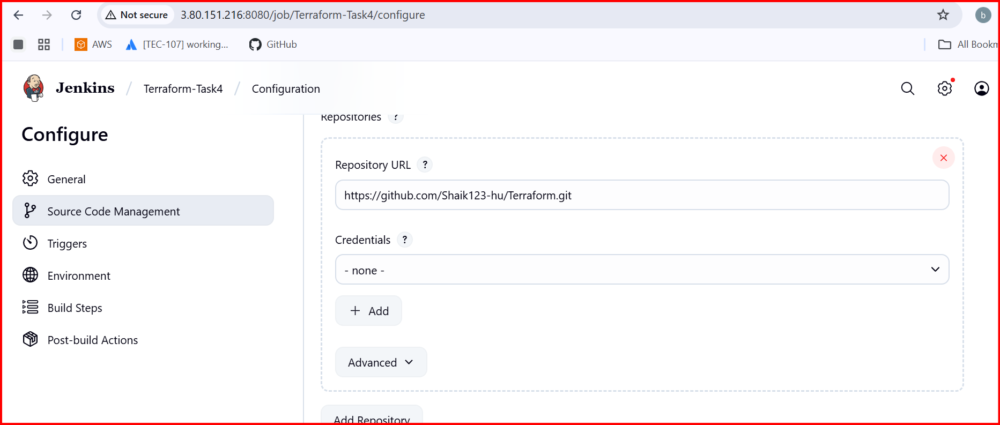 Not secure 3.80.151.216:8080/job/Terraform-Task4/configure b
AWS [TEC-107] working... GitHub All Bookm
Jenkins / Terraform-Task4 / Configuration
Configure
General
Source Code Management
Triggers
Environment
Build Steps
Post-build Actions
Repositories ?
Repository URL ?
https://github.com/Shaik123-hu/Terraform.git
Credentials ?
- none -
+ Add
Advanced
Add Repository